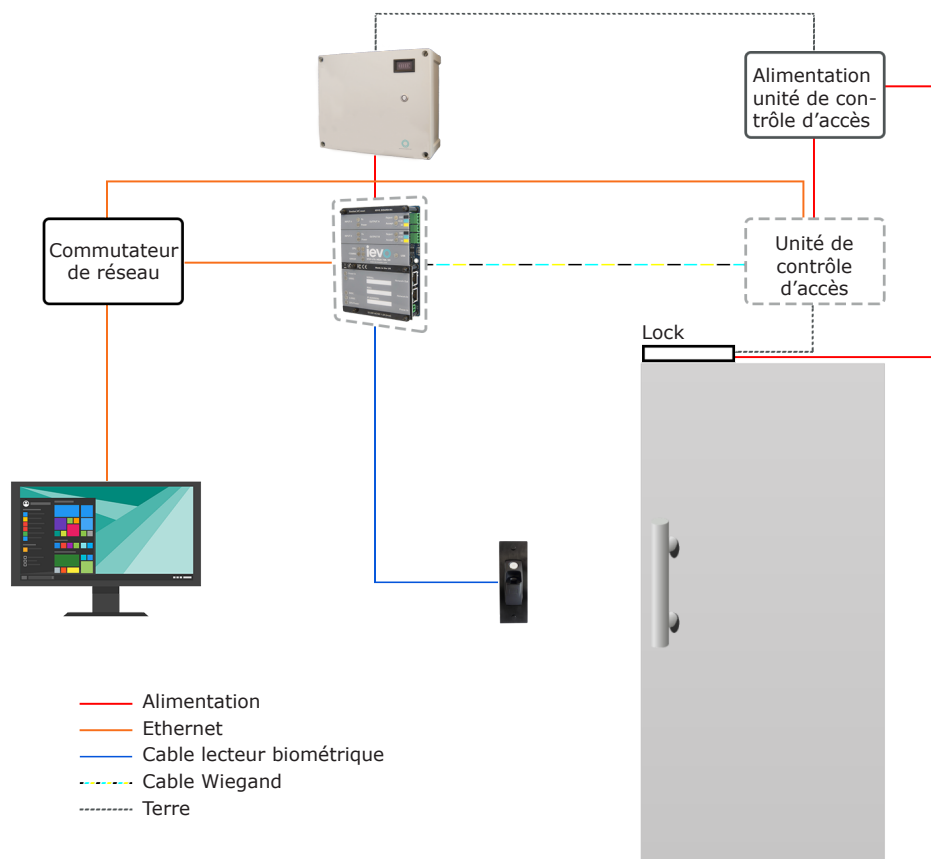 Alimentation
unité de con-
trôle d'accès
Commutateur
de réseau
ievo
Unité de
contrôle
d'accès
Lock
Alimentation
Ethernet
Cable lecteur biométrique
Cable Wiegand
Terre